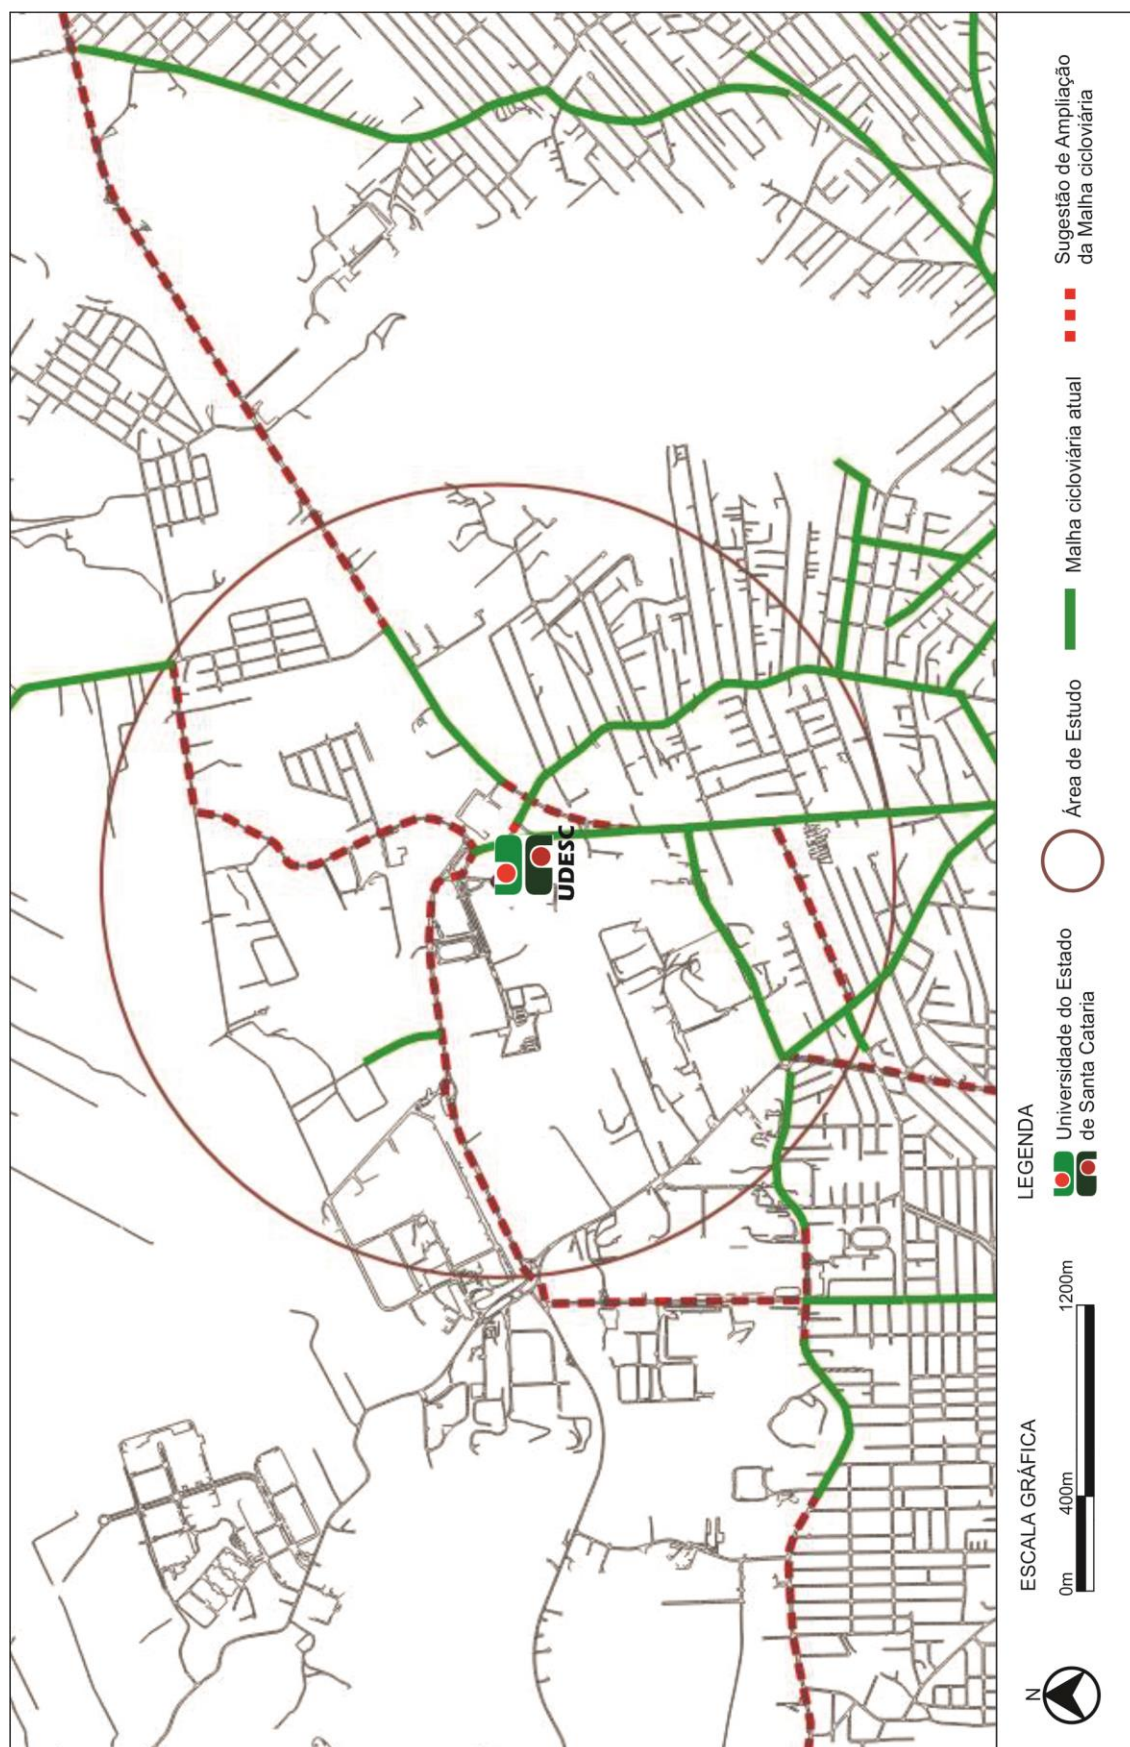 UDESC
LEGENDA
Universidade do Estado
de Santa Cataria
Área de Estudo
Malha cicloviária atual
Sugestão de Ampliação
da Malha cicloviária
ESCALA GRÁFICA
0m
400m
1200m
N